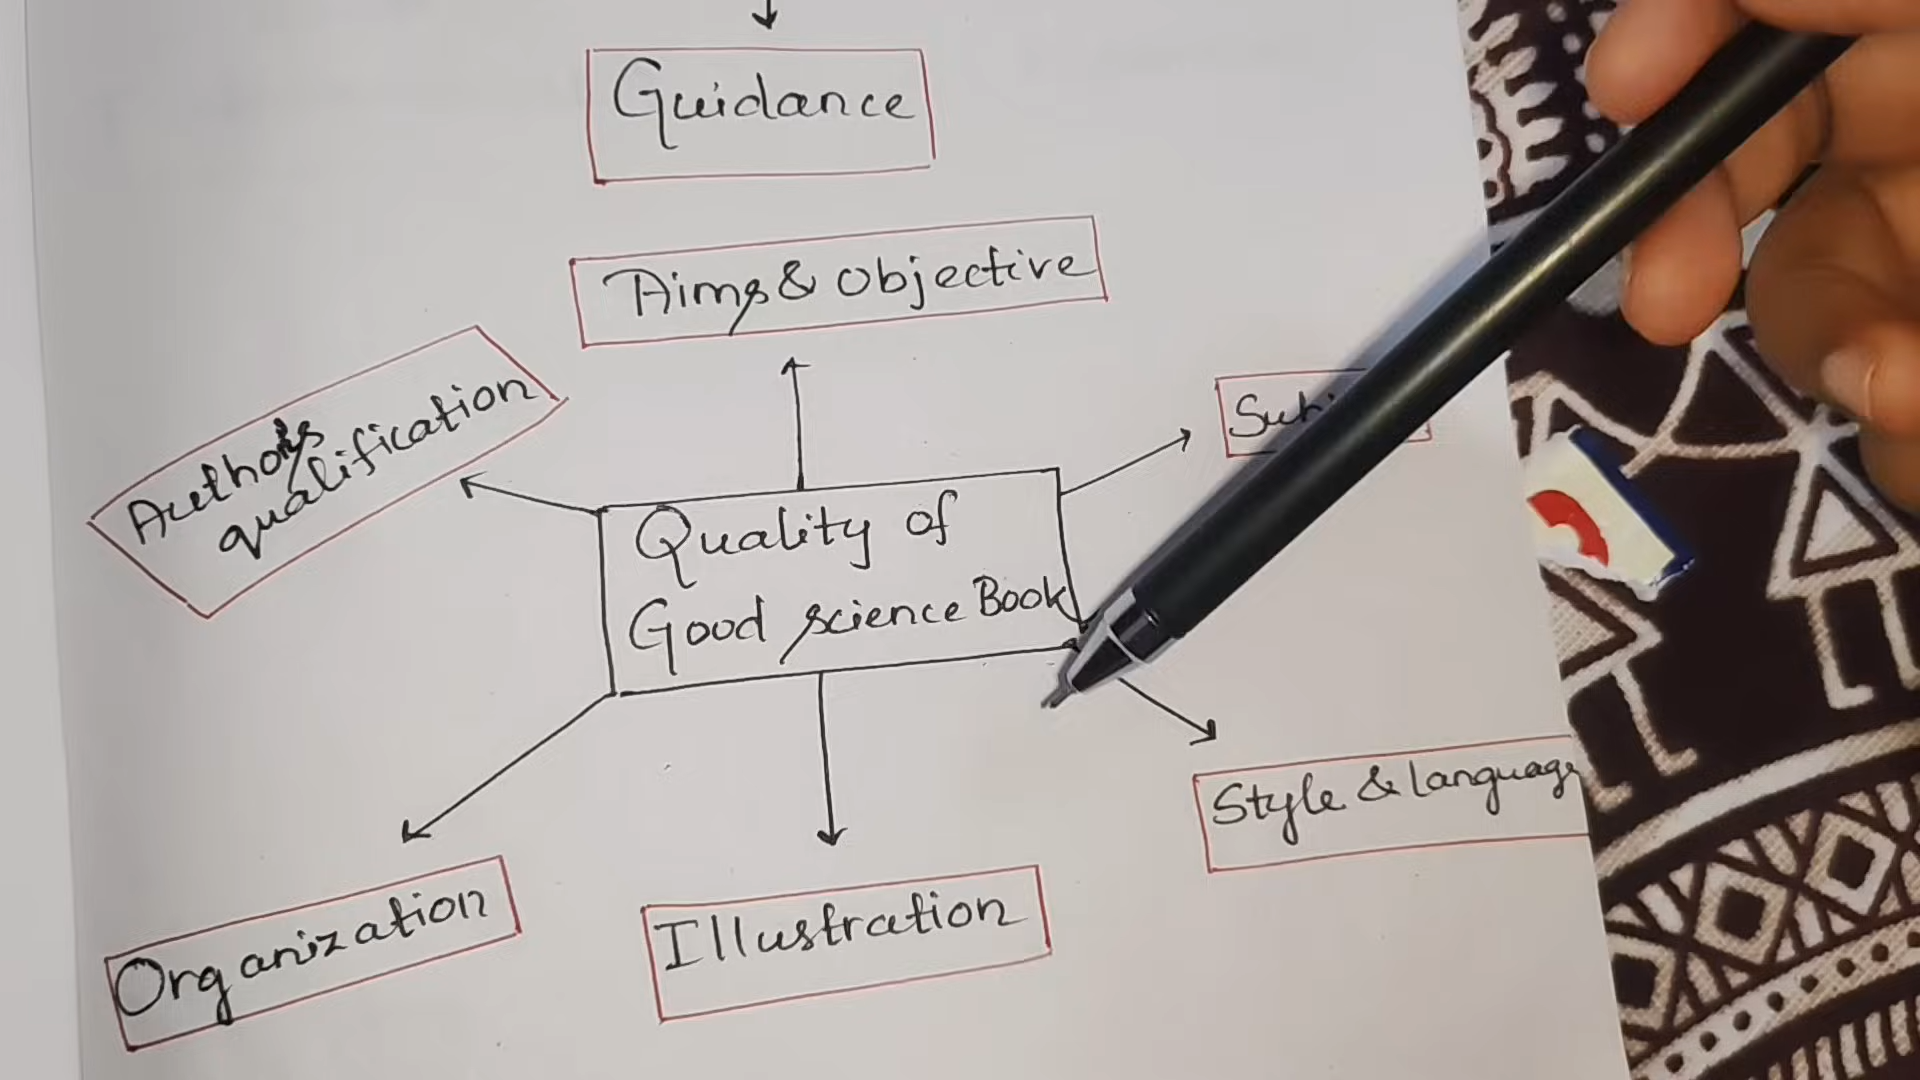 Guidance
Aims & objective
Authors
qualification
Quality of
Good science Book
Style & language
Organization
Illustration